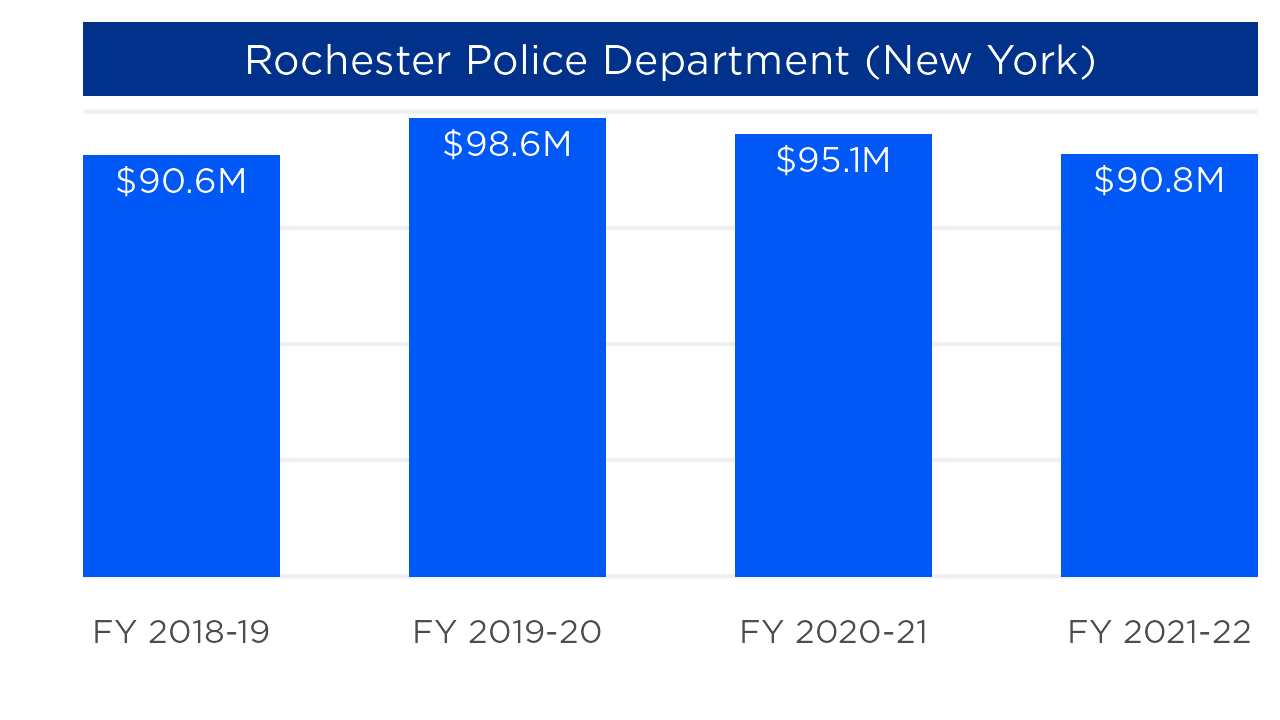 Rochester Police Department (New York)
$90.6M
$98.6M
$95.1M
$90.8M
FY 2018-19
FY 2019-20
FY 2020-21
FY 2021-22